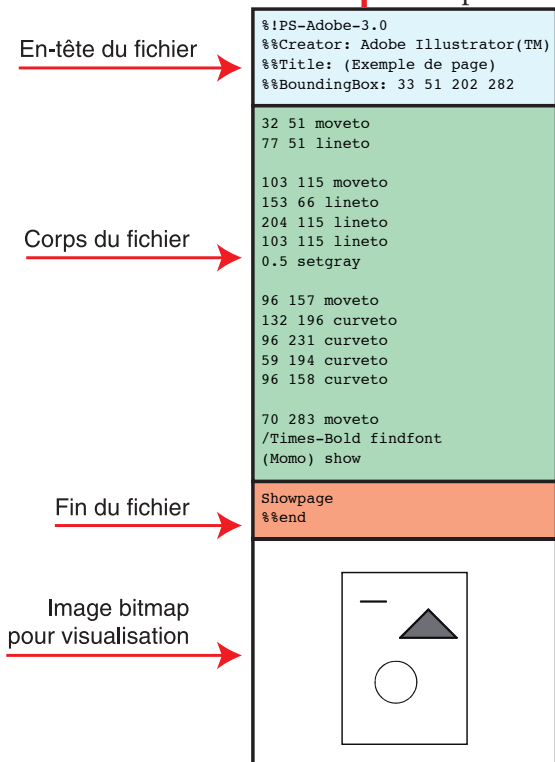 En-tête du fichier
%!PS-Adobe-3.0
%%Creator: Adobe Illustrator(TM)
%%Title: (Exemple de page)
%%BoundingBox: 33 51 202 282
Corps du fichier
32 51 moveto
77 51 lineto
103 115 moveto
153 66 lineto
204 115 lineto
103 115 lineto
0.5 setgray
96 157 moveto
132 196 curveto
96 231 curveto
59 194 curveto
96 158 curveto
70 283 moveto
/Times-Bold findfont
(Momo) show
Fin du fichier
Showpage
%%end
Image bitmap
pour visualisation